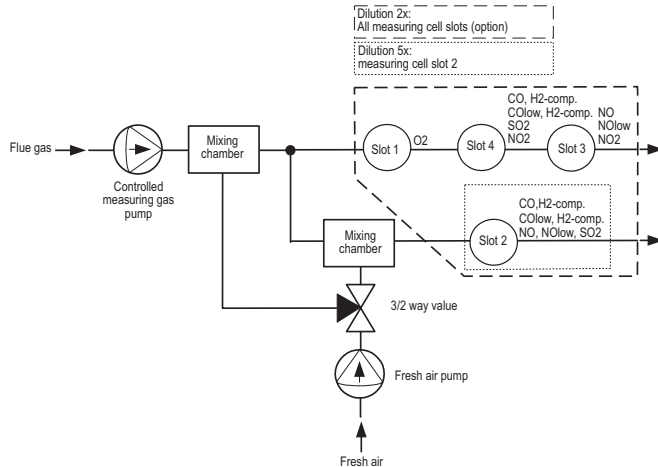 Dilution 2x:
All measuring cell slots (option)
Dilution 5x:
measuring cell slot 2
Flue gas
Controlled
measuring gas
pump
Mixing
chamber
Slot 1
O2
Slot 4
CO, H2-comp.
COlow, H2-comp.
SO2
NO2
Slot 3
NO
NOlow
NO2
Mixing
chamber
Slot 2
CO,H2-comp.
COlow, H2-comp.
NO, NOlow, SO2
3/2 way value
Fresh air pump
Fresh air